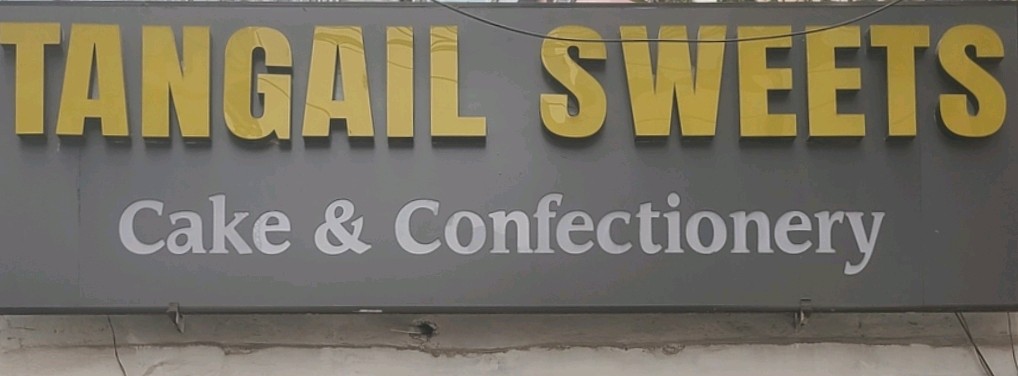 TANGAIL SWEETS
Cake & Confectionery